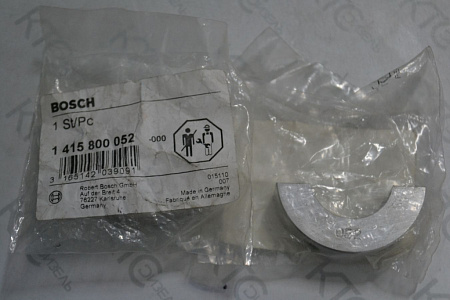 BOSCH
1 St/Pc
1 415 800 052
-000
3 165142 039091
015110
007
Robert Bosch GmbH
Auf der Breit 4
76227 Karlsruhe
Germany
Made in Germany
Fabriqué en Allemagne